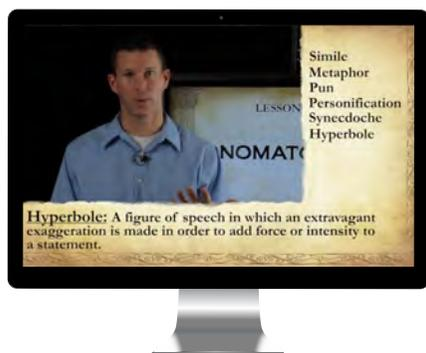 LESSON
NOMAT
Simile
Metaphor
Pun
Personification
Synecdoche
Hyperbole
Hyperbole: A figure of speech in which an extravagant
exaggeration is made in order to add force or intensity to
a statement.